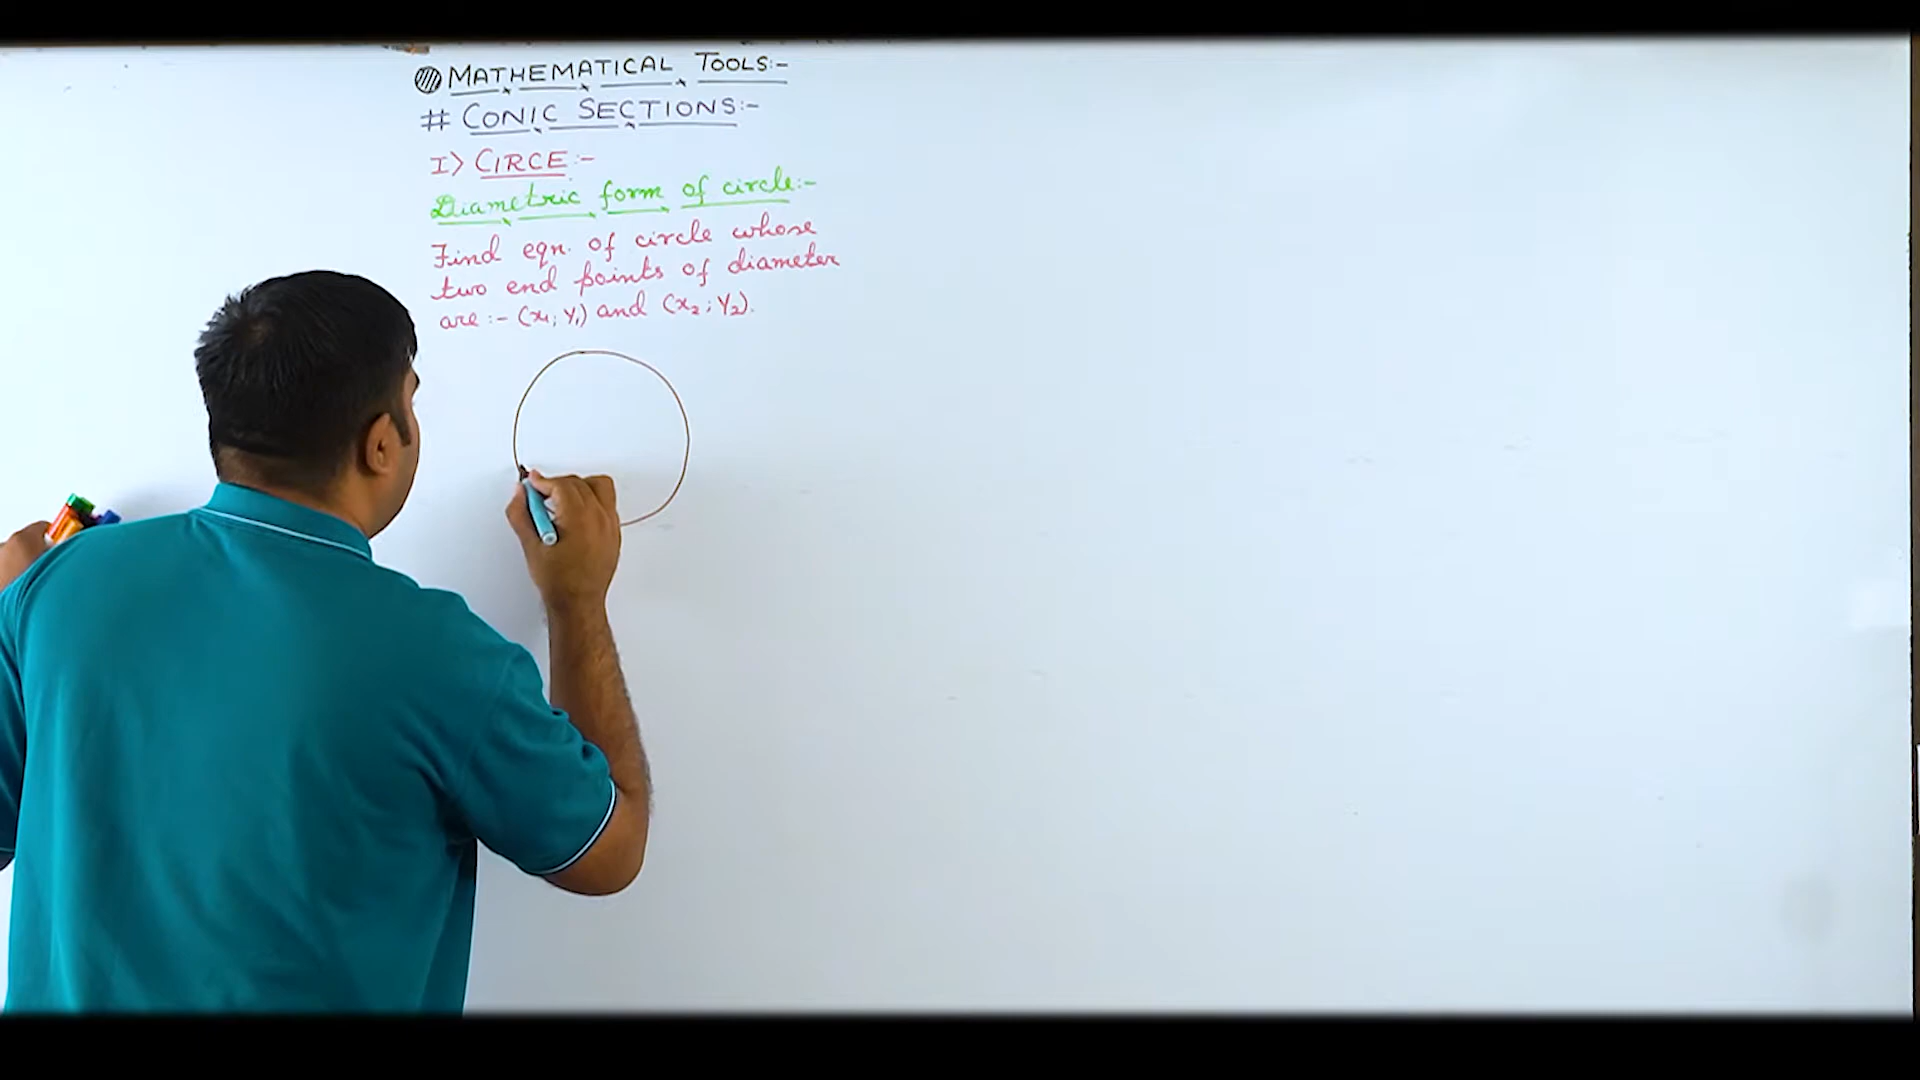 MATHEMATICAL TOOLS:-
# CONIC SECTIONS:-
I> CIRCE:-
Diametric form of circle:-
Find eqn. of circle whose
two end points of diameter
are:- (x₁; y₁) and (x₂; y₂).